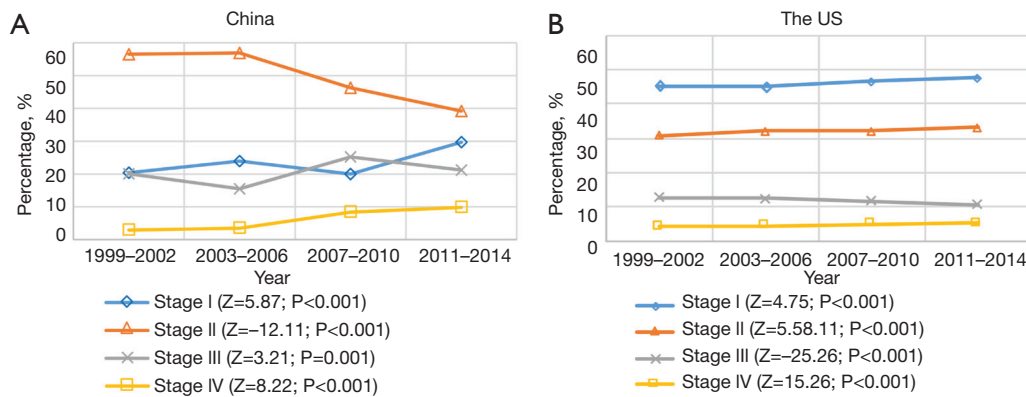 A
China
Percentage, %
60
50
40
30
20
10
0
1999–2002 2003–2006 2007–2010 2011–2014
Year
Stage I (Z=5.87; P<0.001)
Stage II (Z=–12.11; P<0.001)
Stage III (Z=3.21; P=0.001)
Stage IV (Z=8.22; P<0.001)
B
The US
Percentage, %
60
50
40
30
20
10
0
1999–2002 2003–2006 2007–2010 2011–2014
Year
Stage I (Z=4.75; P<0.001)
Stage II (Z=5.58.11; P<0.001)
Stage III (Z=–25.26; P<0.001)
Stage IV (Z=15.26; P<0.001)